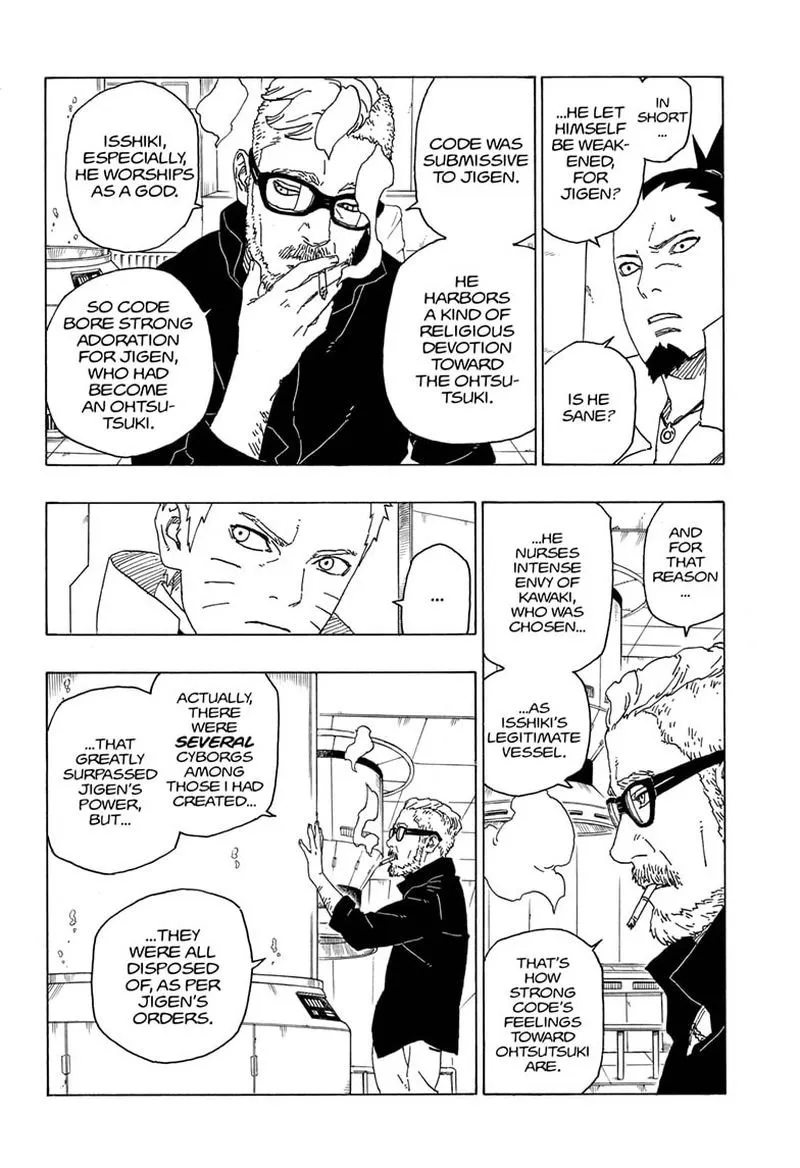 IN
SHORT
...
...HE LET
HIMSELF
BE WEAK-
ENED,
FOR
JIGEN?
IS HE
SANE?
CODE WAS
SUBMISSIVE
TO JIGEN.
HE
HARBORS
A KIND OF
RELIGIOUS
DEVOTION
TOWARD
THE OHTSU-
TSUKI.
ISSHIKI,
ESPECIALLY,
HE WORSHIPS
AS A GOD.
SO CODE
BORE STRONG
ADORATION
FOR JIGEN,
WHO HAD
BECOME
AN OHTSU-
TSUKI.
AND
FOR
THAT
REASON
...
...HE
NURSES
INTENSE
ENVY OF
KAWAKI,
WHO WAS
CHOSEN...
...AS
ISSHIKI'S
LEGITIMATE
VESSEL.
THAT'S
HOW
STRONG
CODE'S
FEELINGS
TOWARD
OHTSUTSUKI
ARE.
...
ACTUALLY,
THERE
WERE
SEVERAL
CYBORGS
AMONG
THOSE I HAD
CREATED...
...THAT
GREATLY
SURPASSED
JIGEN'S
POWER,
BUT...
...THEY
WERE ALL
DISPOSED
OF, AS PER
JIGEN'S
ORDERS.